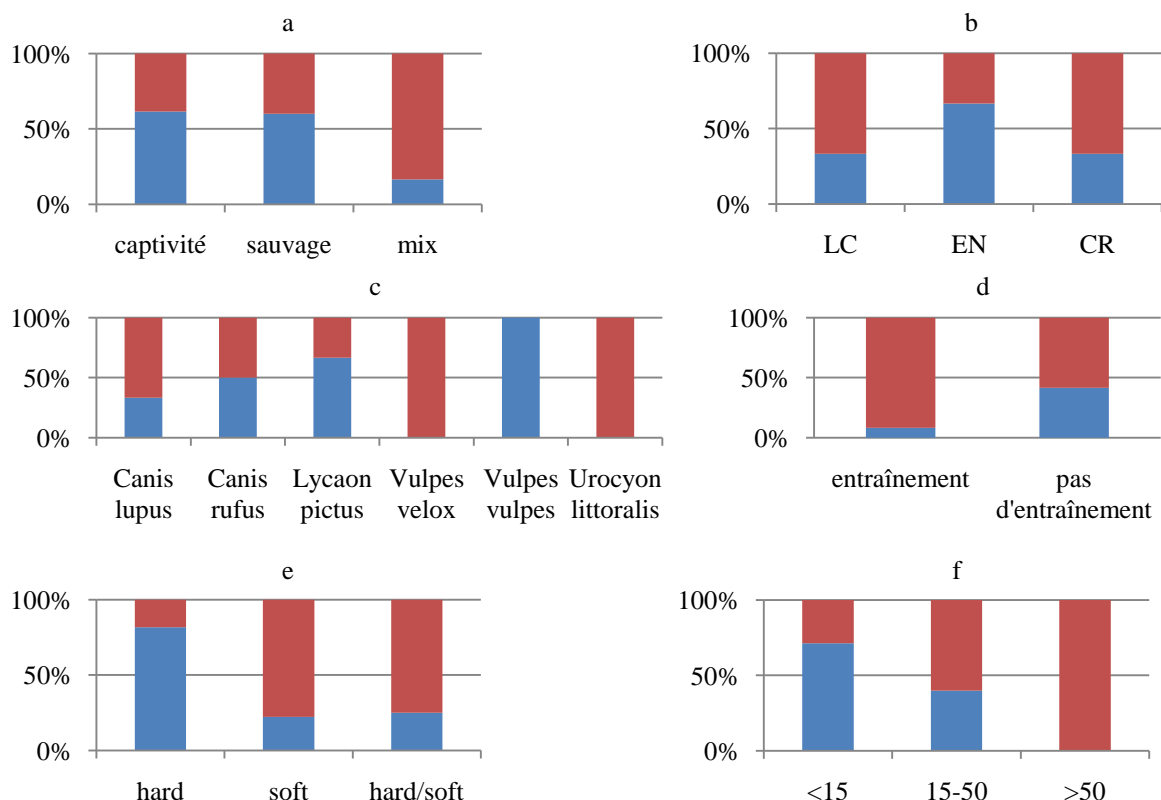 a
100%
50%
0%
captivité sauvage mix
b
100%
50%
0%
LC EN CR
c
100%
50%
0%
Canis Canis Lycaon Vulpes Vulpes Urocyon
lupus rufus pictus velox vulpes littoralis
d
100%
50%
0%
entraînement pas
d'entraînement
e
100%
50%
0%
hard soft hard/soft
f
100%
50%
0%
<15 15-50 >50